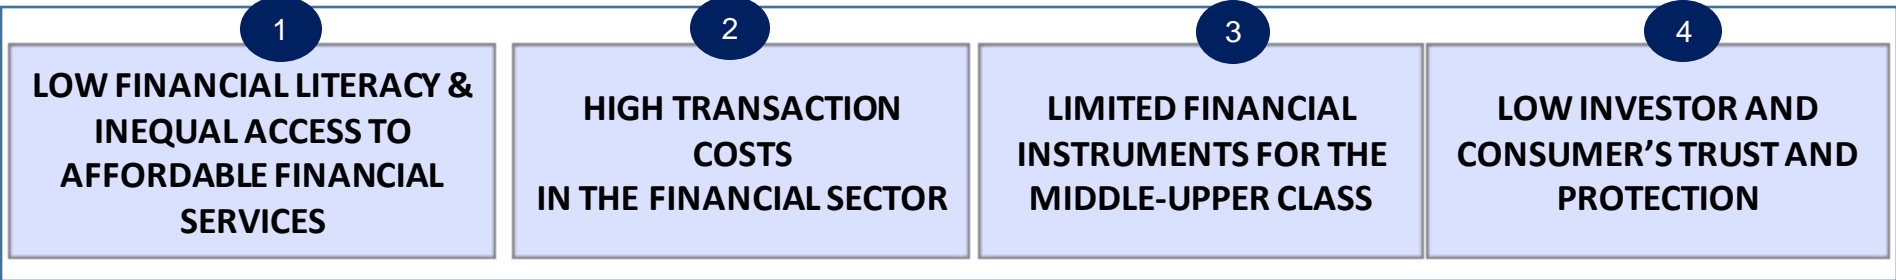 1
LOW FINANCIAL LITERACY &
INEQUAL ACCESS TO
AFFORDABLE FINANCIAL
SERVICES
2
HIGH TRANSACTION
COSTS
IN THE FINANCIAL SECTOR
3
LIMITED FINANCIAL
INSTRUMENTS FOR THE
MIDDLE-UPPER CLASS
4
LOW INVESTOR AND
CONSUMER’S TRUST AND
PROTECTION